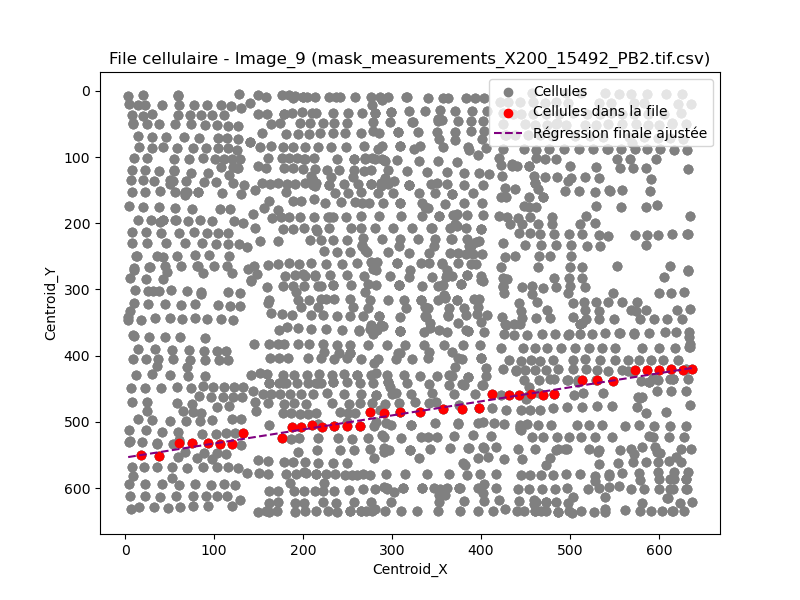 File cellulaire - Image_9 (mask_measurements_X200_15492_PB2.tif.csv)
Cellules
Cellules dans la file
Régression finale ajustée
Centroid_Y
0
100
200
300
400
500
600
0 100 200 300 400 500 600
Centroid_X